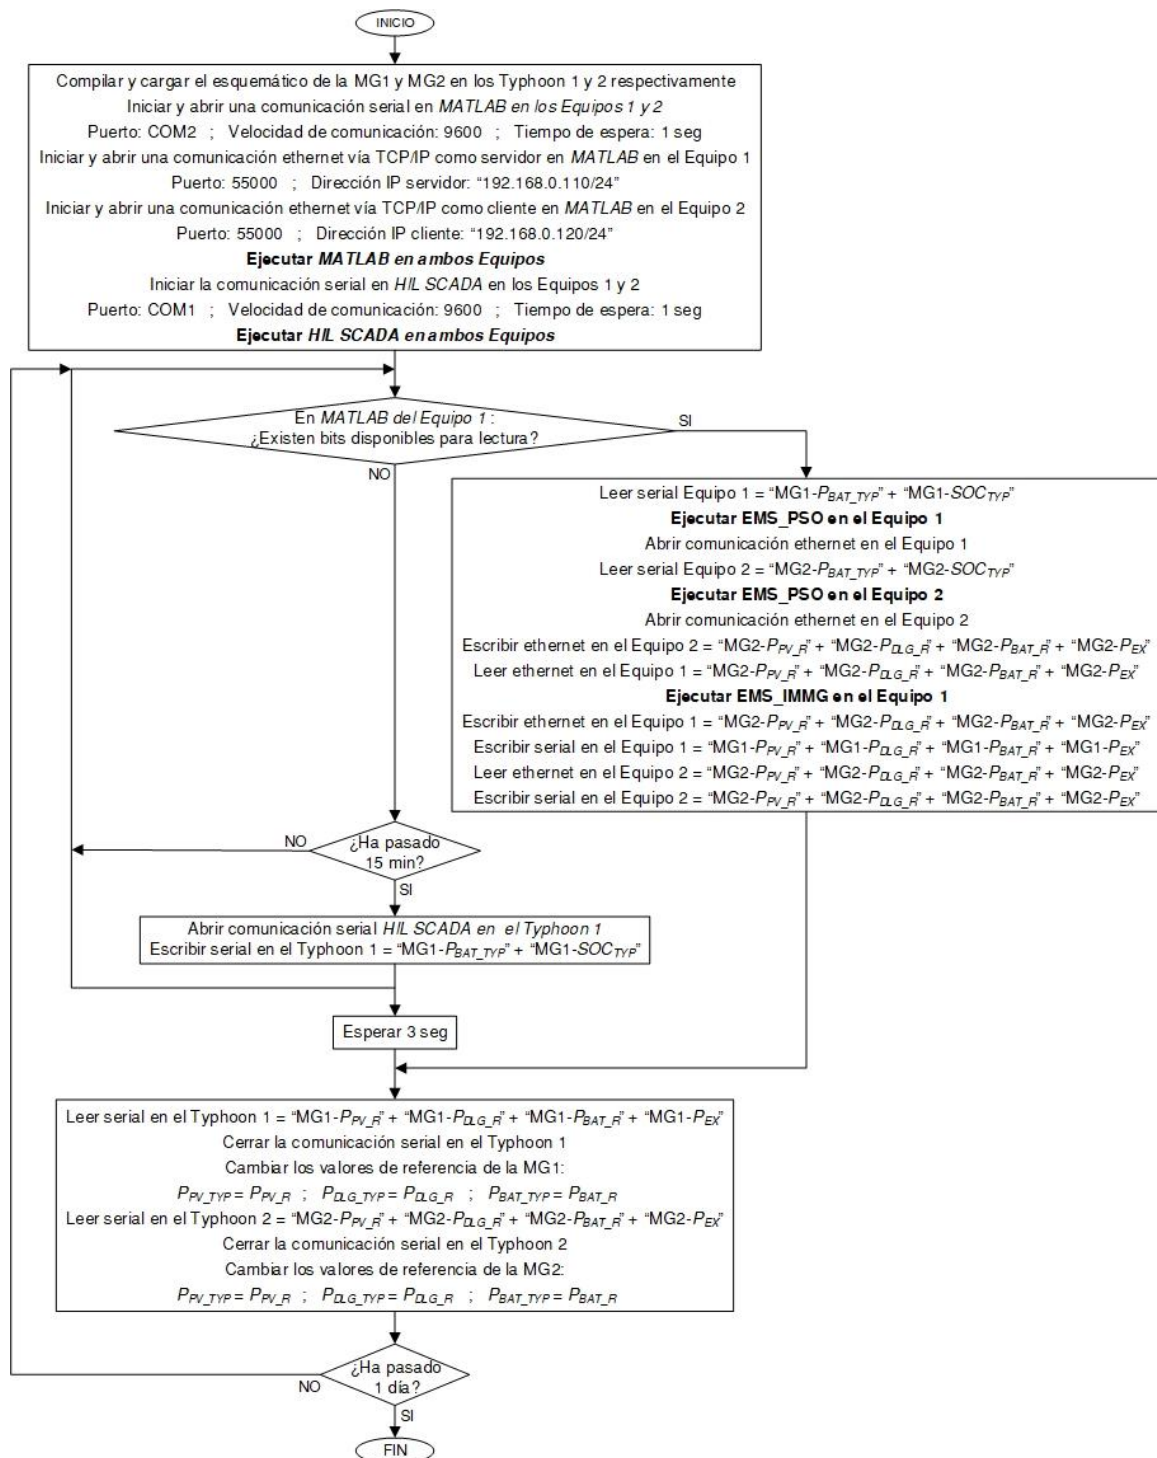 INICIO
Compilar y cargar el esquemático de la MG1 y MG2 en los Typhoon 1 y 2 respectivamente
Iniciar y abrir una comunicación serial en MATLAB en los Equipos 1 y 2
Puerto: COM2 ; Velocidad de comunicación: 9600 ; Tiempo de espera: 1 seg
Iniciar y abrir una comunicación ethernet vía TCP/IP como servidor en MATLAB en el Equipo 1
Puerto: 55000 ; Dirección IP servidor: “192.168.0.110/24”
Iniciar y abrir una comunicación ethernet vía TCP/IP como cliente en MATLAB en el Equipo 2
Puerto: 55000 ; Dirección IP cliente: “192.168.0.120/24”
Ejecutar MATLAB en ambos Equipos
Iniciar la comunicación serial en HIL SCADA en los Equipos 1 y 2
Puerto: COM1 ; Velocidad de comunicación: 9600 ; Tiempo de espera: 1 seg
Ejecutar HIL SCADA en ambos Equipos
En MATLAB del Equipo 1 :
¿Existen bits disponibles para lectura?
SI
NO
Leer serial Equipo 1 = “MG1-PBAT_TYP” + “MG1-SOCTYP”
Ejecutar EMS_PSO en el Equipo 1
Abrir comunicación ethernet en el Equipo 1
Leer serial Equipo 2 = “MG2-PBAT_TYP” + “MG2-SOCTYP”
Ejecutar EMS_PSO en el Equipo 2
Abrir comunicación ethernet en el Equipo 2
Escribir ethernet en el Equipo 2 = “MG2-PPV_R” + “MG2-PDLG_R” + “MG2-PBAT_R” + “MG2-PEX”
Leer ethernet en el Equipo 1 = “MG2-PPV_R” + “MG2-PDLG_R” + “MG2-PBAT_R” + “MG2-PEX”
Ejecutar EMS_IMMG en el Equipo 1
Escribir ethernet en el Equipo 1 = “MG2-PPV_R” + “MG2-PDLG_R” + “MG2-PBAT_R” + “MG2-PEX”
Escribir serial en el Equipo 1 = “MG1-PPV_R” + “MG1-PDLG_R” + “MG1-PBAT_R” + “MG1-PEX”
Leer ethernet en el Equipo 2 = “MG2-PPV_R” + “MG2-PDLG_R” + “MG2-PBAT_R” + “MG2-PEX”
Escribir serial en el Equipo 2 = “MG2-PPV_R” + “MG2-PDLG_R” + “MG2-PBAT_R” + “MG2-PEX”
NO
¿Ha pasado
15 min?
SI
Abrir comunicación serial HIL SCADA en el Typhoon 1
Escribir serial en el Typhoon 1 = “MG1-PBAT_TYP” + “MG1-SOCTYP”
Esperar 3 seg
Leer serial en el Typhoon 1 = “MG1-PPV_R” + “MG1-PDLG_R” + “MG1-PBAT_R” + “MG1-PEX”
Cerrar la comunicación serial en el Typhoon 1
Cambiar los valores de referencia de la MG1:
PPV_TYP = PPV_R ; PDLG_TYP = PDLG_R ; PBAT_TYP = PBAT_R
Leer serial en el Typhoon 2 = “MG2-PPV_R” + “MG2-PDLG_R” + “MG2-PBAT_R” + “MG2-PEX”
Cerrar la comunicación serial en el Typhoon 2
Cambiar los valores de referencia de la MG2:
PPV_TYP = PPV_R ; PDLG_TYP = PDLG_R ; PBAT_TYP = PBAT_R
¿Ha pasado
1 día?
NO
SI
FIN